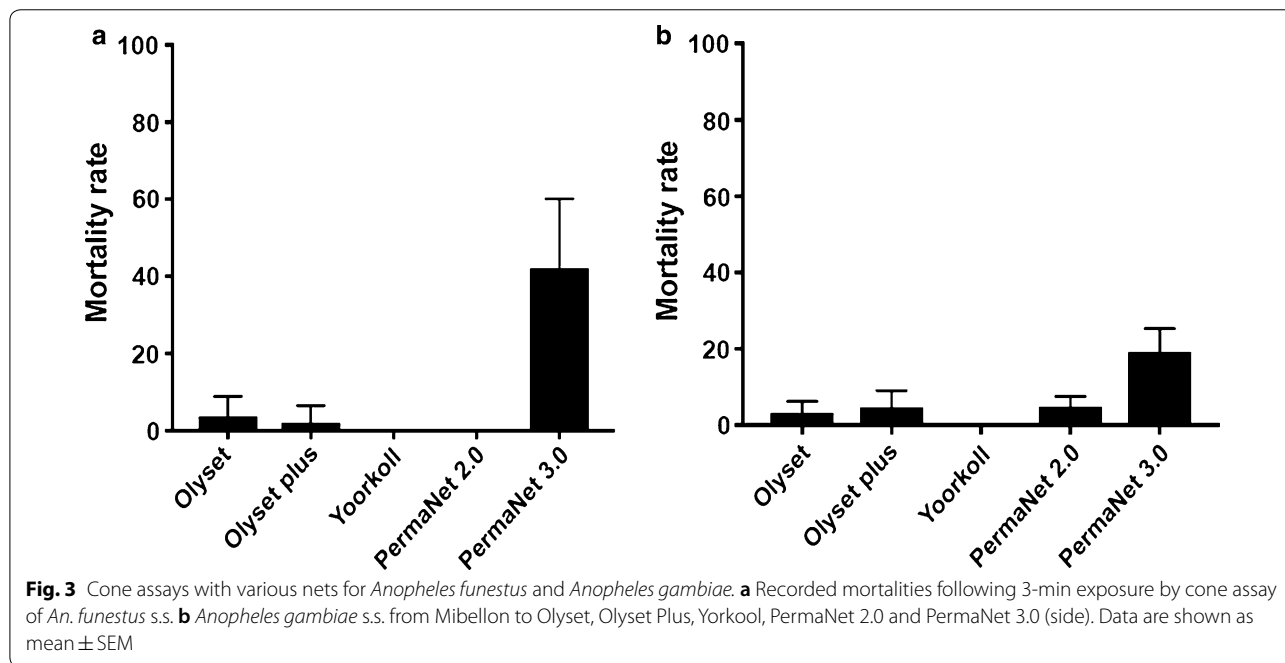 a
100
80
60
40
20
0
Mortality rate
Olyset
Olyset plus
Yoorkoll
PermaNet 2.0
PermaNet 3.0
b
100
80
60
40
20
0
Mortality rate
Olyset
Olyset plus
Yoorkoll
PermaNet 2.0
PermaNet 3.0
Fig. 3 Cone assays with various nets for Anopheles funestus and Anopheles gambiae. a Recorded mortalities following 3-min exposure by cone assay
of An. funestus s.s. b Anopheles gambiae s.s. from Mibellon to Olyset, Olyset Plus, Yorkool, PermaNet 2.0 and PermaNet 3.0 (side). Data are shown as
mean ± SEM